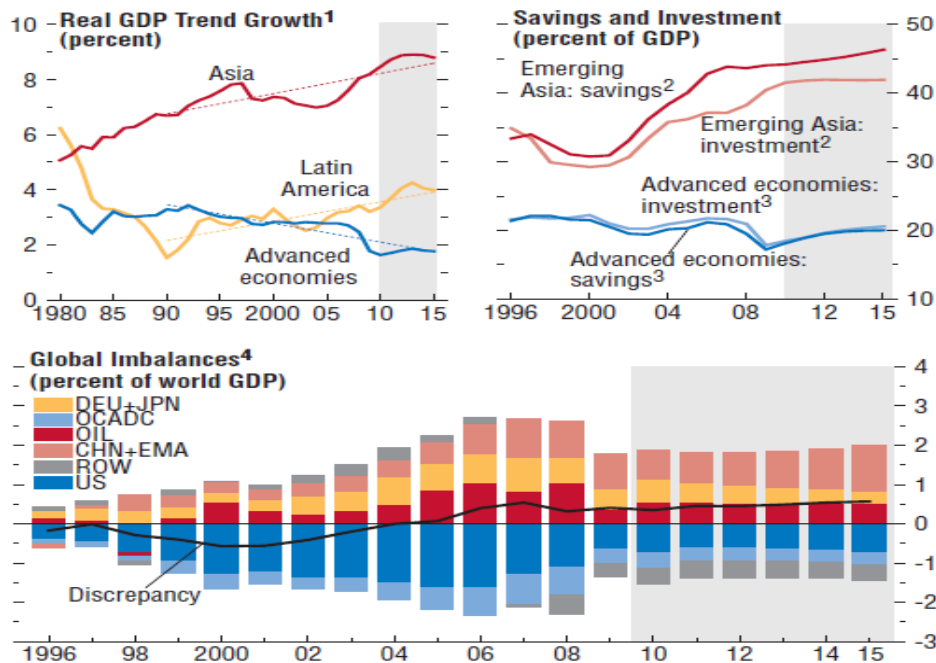 Real GDP Trend Growth¹
(percent)
10
8
6
4
2
0
Asia
Latin
America
Advanced
economies
1980 85 90 95 2000 05 10 15
Savings and Investment
(percent of GDP)
50
40
30
20
10
Emerging
Asia: savings²
Emerging Asia:
investment²
Advanced economies:
investment³
Advanced economies:
savings³
1996 2000 04 08 12 15
Global Imbalances⁴
(percent of world GDP)
DEU+JPN
OCADC
OIL
CHN+EMA
ROW
US
Discrepancy
4
3
2
1
0
-1
-2
-3
1996 98 2000 02 04 06 08 10 12 14 15